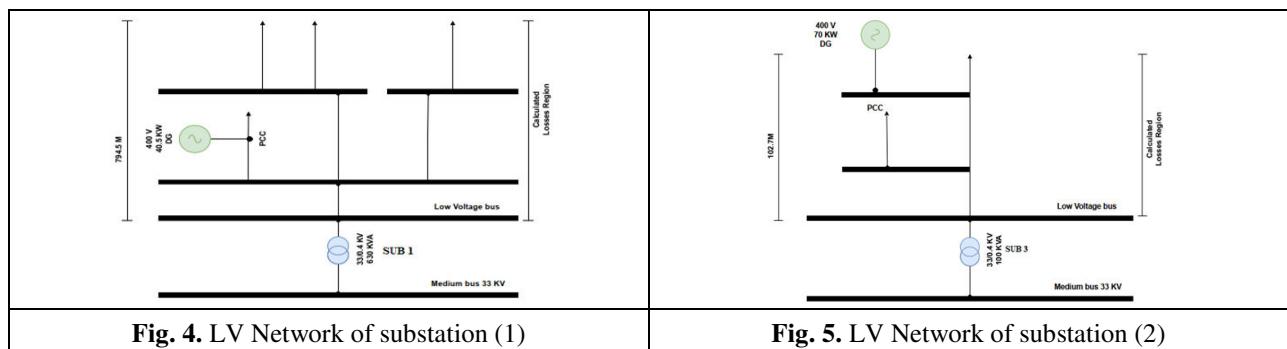 794.5 M
400 V
40.5 KW
DG
PCC
Calculated
Losses Region
Low Voltage bus
33/0.4 KV
630 KVA
SUB 1
Medium bus 33 KV
Fig. 4. LV Network of substation (1)
400 V
70 KW
DG
102.7M
PCC
Calculated
Losses Region
Low Voltage bus
33/0.4 KV
100 KVA
SUB 3
Medium bus 33 KV
Fig. 5. LV Network of substation (2)